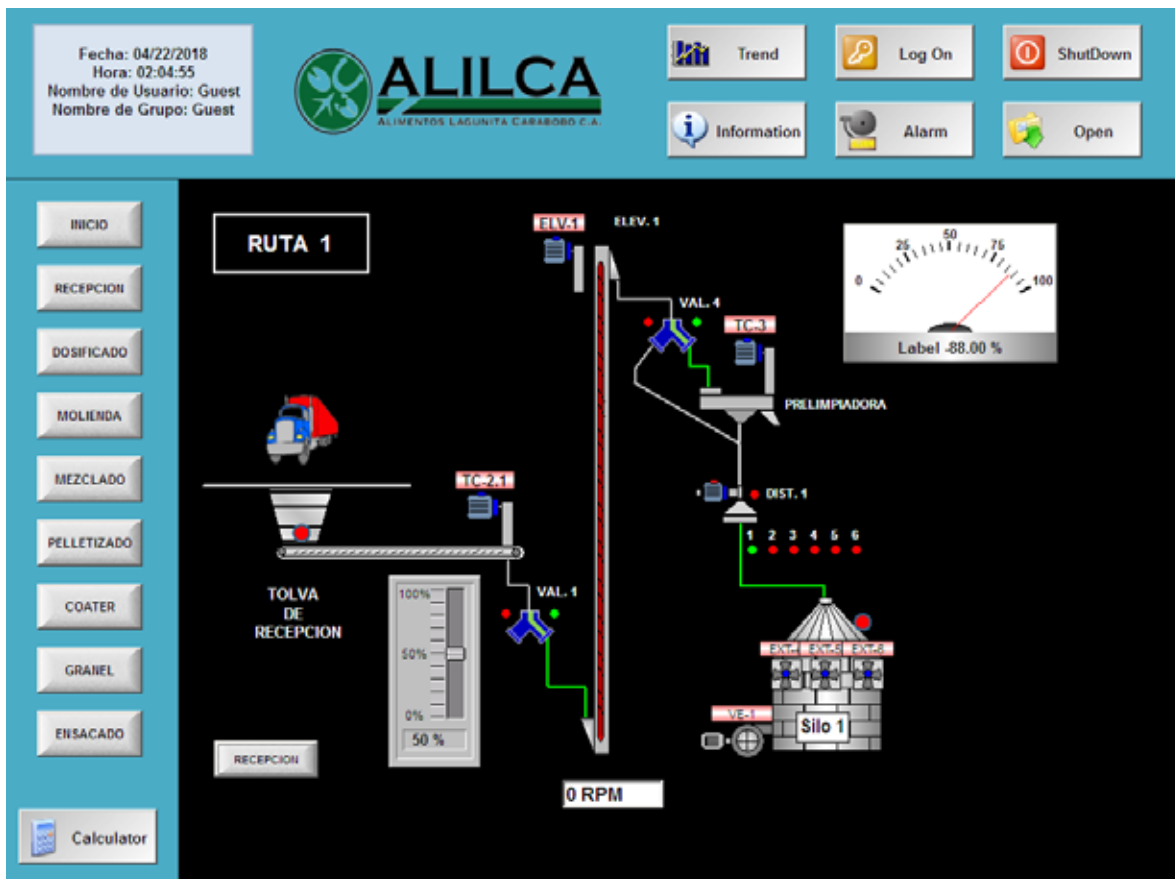 Fecha: 04/22/2018
Hora: 02:04:55
Nombre de Usuario: Guest
Nombre de Grupo: Guest
ALILCA
ALIMENTOS LAGUNITA CARABOBO C.A.
Trend
Log On
ShutDown
Information
Alarm
Open
INICIO
RECEPCION
DOSIFICADO
MOLIENDA
MEZCLADO
PELLETIZADO
COATER
GRANEL
ENSACADO
Calculator
RUTA 1
ELV-1
ELEV. 1
0 25 50 75 100
Label -88.00 %
VAL. 4
TC-3
PRELIMPIADORA
TC-2.1
DIST. 1
1 2 3 4 5 6
TOLVA
DE
RECEPCION
100%
50%
0%
50 %
VAL. 1
EXT-4 EXT-5 EXT-6
VE-1
Silo 1
RECEPCION
0 RPM